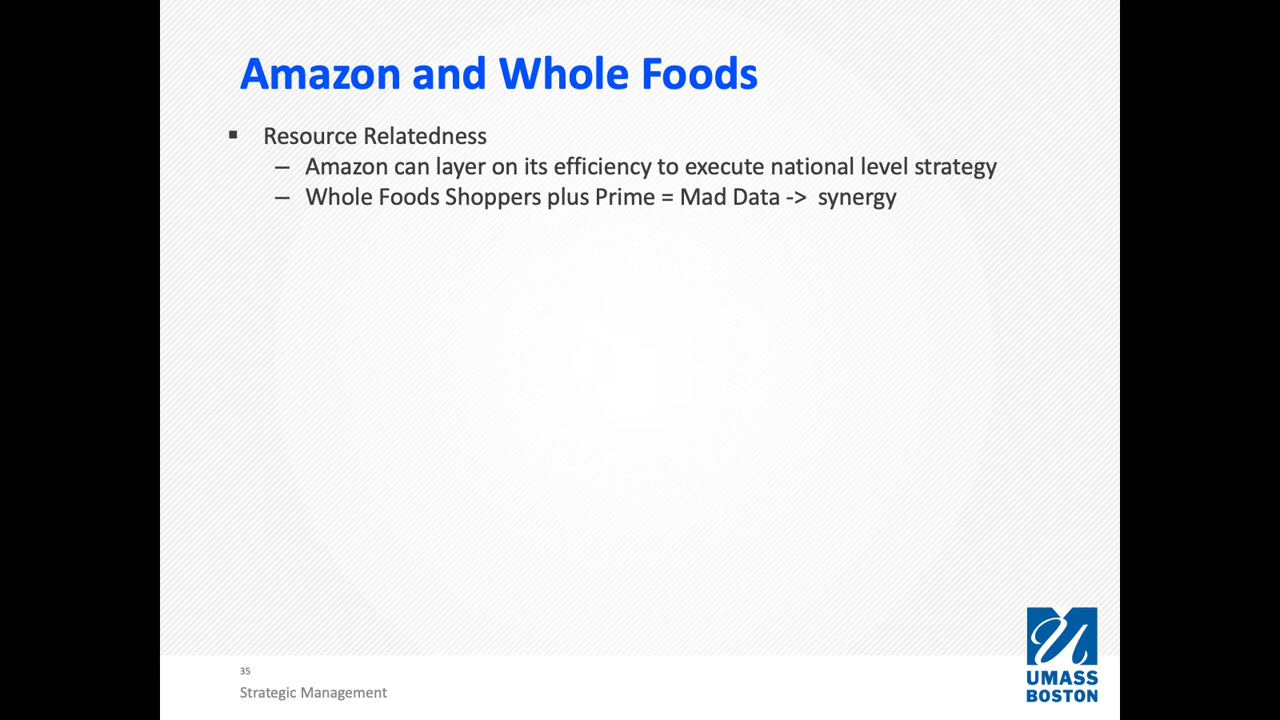 Amazon and Whole Foods
▪ Resource Relatedness
– Amazon can layer on its efficiency to execute national level strategy
– Whole Foods Shoppers plus Prime = Mad Data -> synergy
35
Strategic Management
UMASS
BOSTON